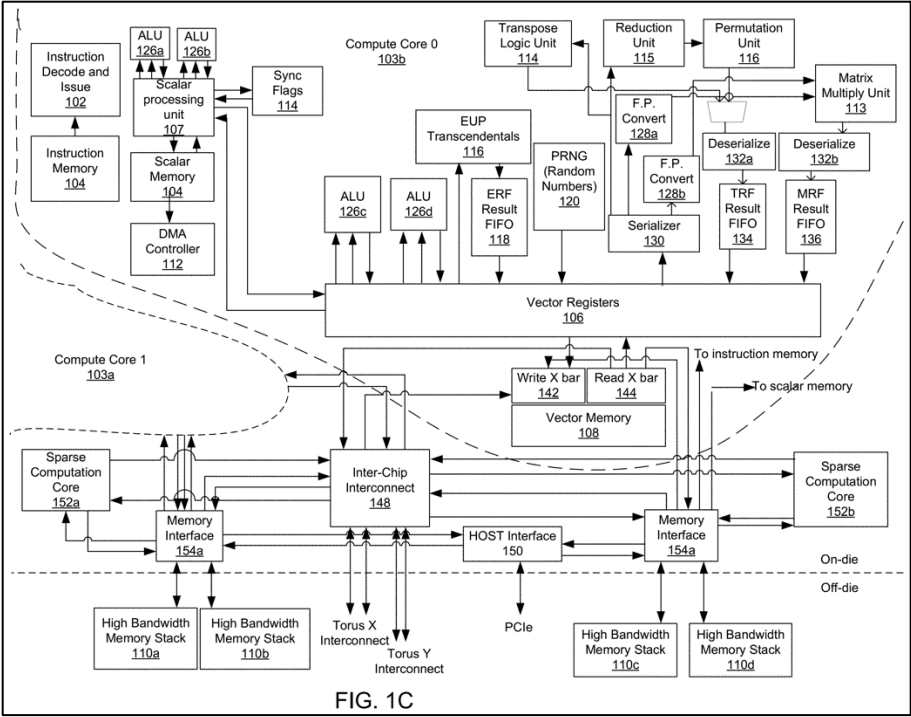 Instruction
Decode and
Issue
102
Instruction
Memory
104
ALU
126a
ALU
126b
Scalar
processing
unit
107
Sync
Flags
114
Scalar
Memory
104
DMA
Controller
112
Compute Core 0
103b
Transpose
Logic Unit
114
Reduction
Unit
115
Permutation
Unit
116
Matrix
Multiply Unit
113
F.P.
Convert
128a
F.P.
Convert
128b
Deserialize
132a
Deserialize
132b
EUP
Transcendentals
116
PRNG
(Random
Numbers)
120
ALU
126c
ALU
126d
ERF
Result
FIFO
118
Serializer
130
TRF
Result
FIFO
134
MRF
Result
FIFO
136
Vector Registers
106
Compute Core 1
103a
Write X bar
142
Read X bar
144
Vector Memory
108
To instruction memory
To scalar memory
Sparse
Computation
Core
152a
Inter-Chip
Interconnect
148
Sparse
Computation
Core
152b
Memory
Interface
154a
HOST Interface
150
Memory
Interface
154a
On-die
Off-die
High Bandwidth
Memory Stack
110a
High Bandwidth
Memory Stack
110b
Torus X
Interconnect
Torus Y
Interconnect
PCIe
High Bandwidth
Memory Stack
110c
High Bandwidth
Memory Stack
110d
FIG. 1C